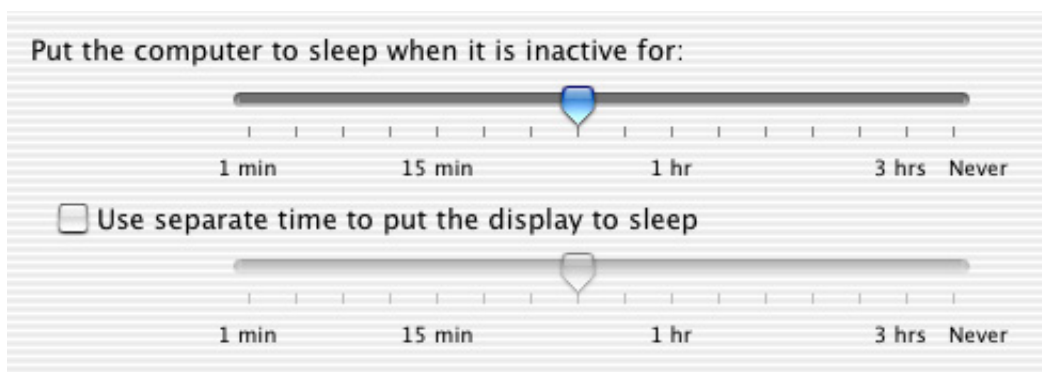 Put the computer to sleep when it is inactive for:
1 min 15 min 1 hr 3 hrs Never
Use separate time to put the display to sleep
1 min 15 min 1 hr 3 hrs Never